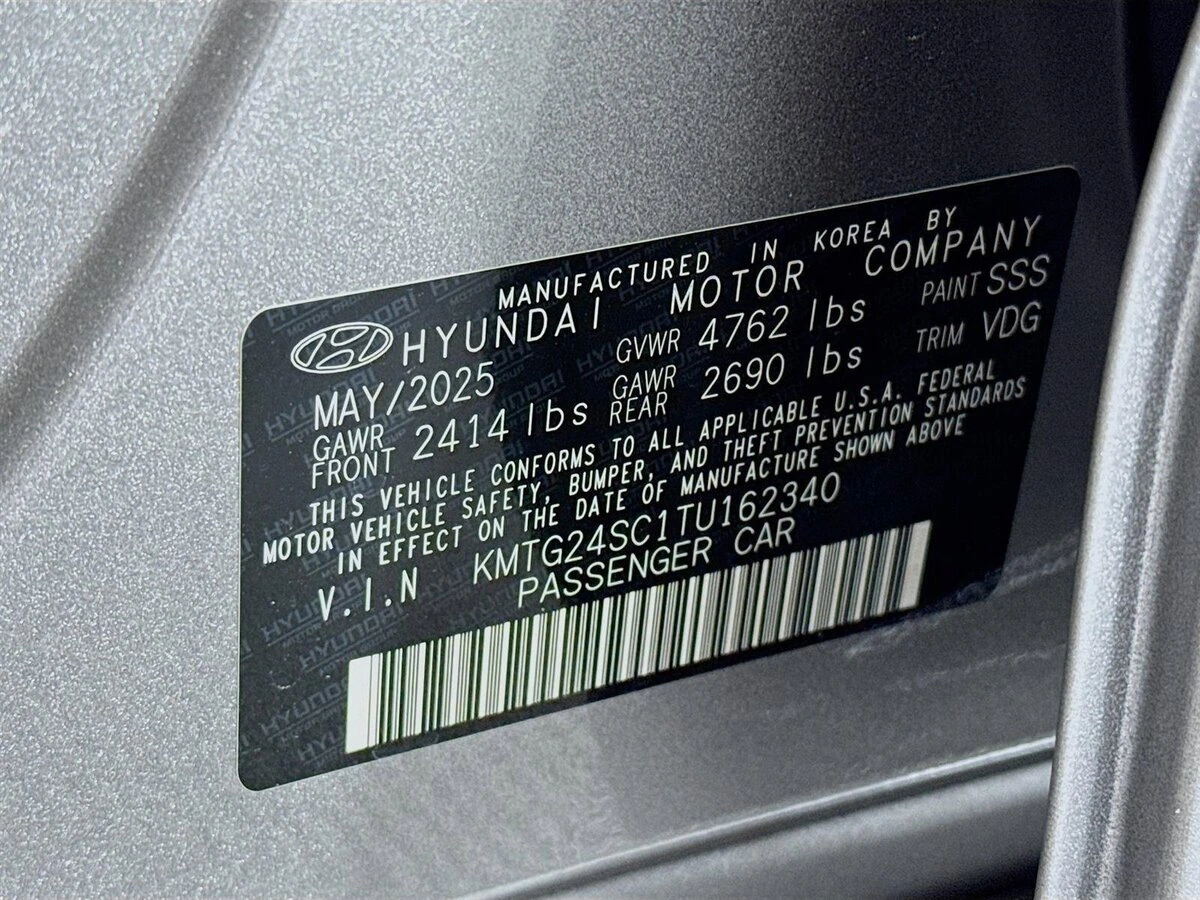 MANUFACTURED IN KOREA BY
HYUNDAI MOTOR COMPANY
MAY/2025 GVWR 4762 lbs PAINT SSS
GAWR FRONT 2414 lbs GAWR REAR 2690 lbs TRIM VDG
THIS VEHICLE CONFORMS TO ALL APPLICABLE U.S.A. FEDERAL
MOTOR VEHICLE SAFETY, BUMPER, AND THEFT PREVENTION STANDARDS
IN EFFECT ON THE DATE OF MANUFACTURE SHOWN ABOVE
V.I.N KMTG24SC1TU162340
PASSENGER CAR